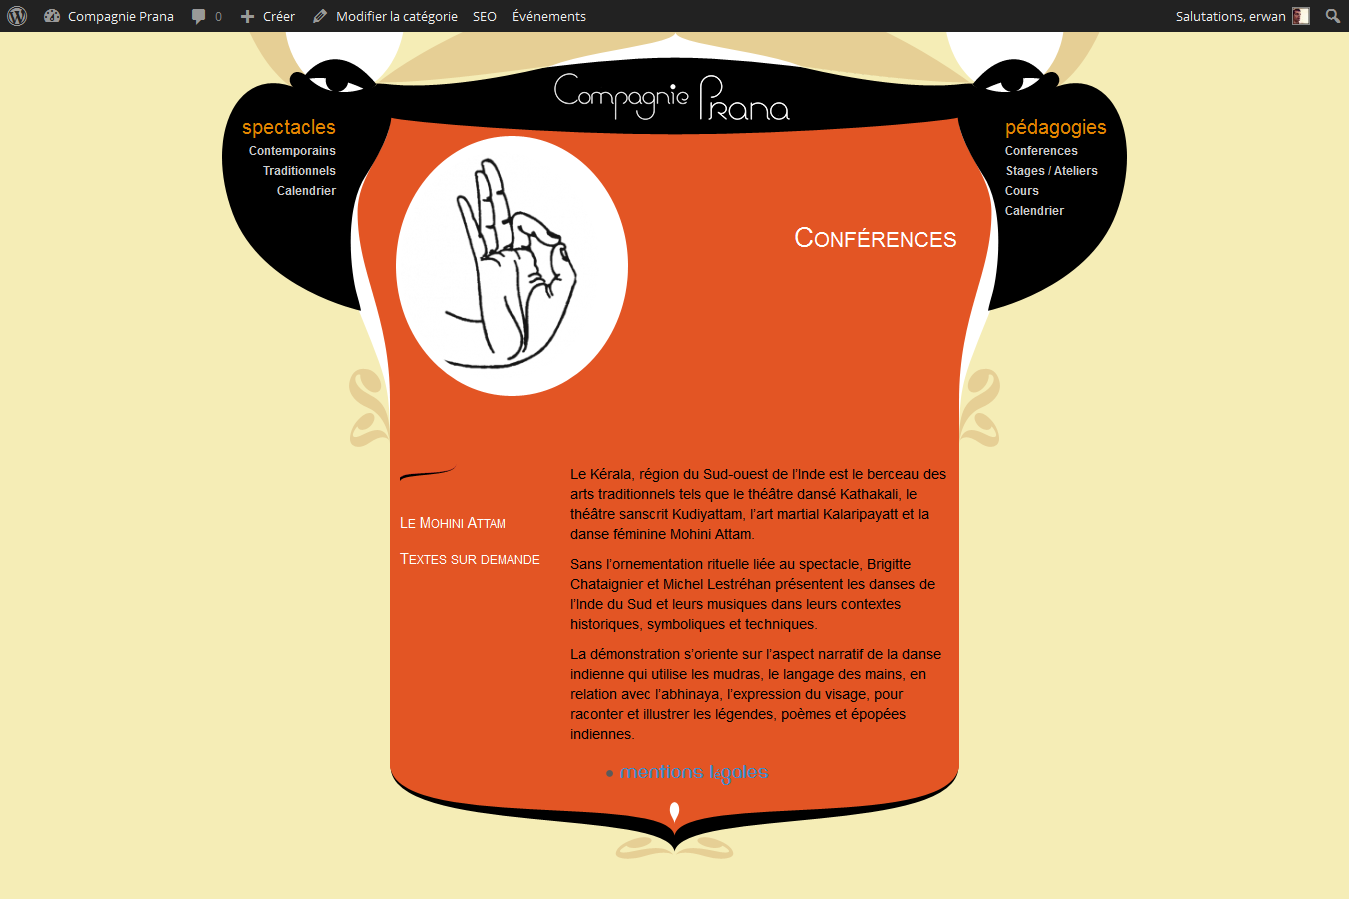 Compagnie Prana 0 Créer Modifier la catégorie SEO Événements Salutations, erwan
Compagnie Prana
spectacles
Contemporains
Traditionnels
Calendrier
pédagogies
Conferences
Stages / Ateliers
Cours
Calendrier
Conférences
Le Mohini Attam
Textes sur demande
Le Kérala, région du Sud-ouest de l’Inde est le berceau des
arts traditionnels tels que le théâtre dansé Kathakali, le
théâtre sanscrit Kudiyattam, l’art martial Kalaripayatt et la
danse féminine Mohini Attam.
Sans l’ornementation rituelle liée au spectacle, Brigitte
Chataignier et Michel Lestréhan présentent les danses de
l’Inde du Sud et leurs musiques dans leurs contextes
historiques, symboliques et techniques.
La démonstration s’oriente sur l’aspect narratif de la danse
indienne qui utilise les mudras, le langage des mains, en
relation avec l’abhinaya, l’expression du visage, pour
raconter et illustrer les légendes, poèmes et épopées
indiennes.
• mentions légales